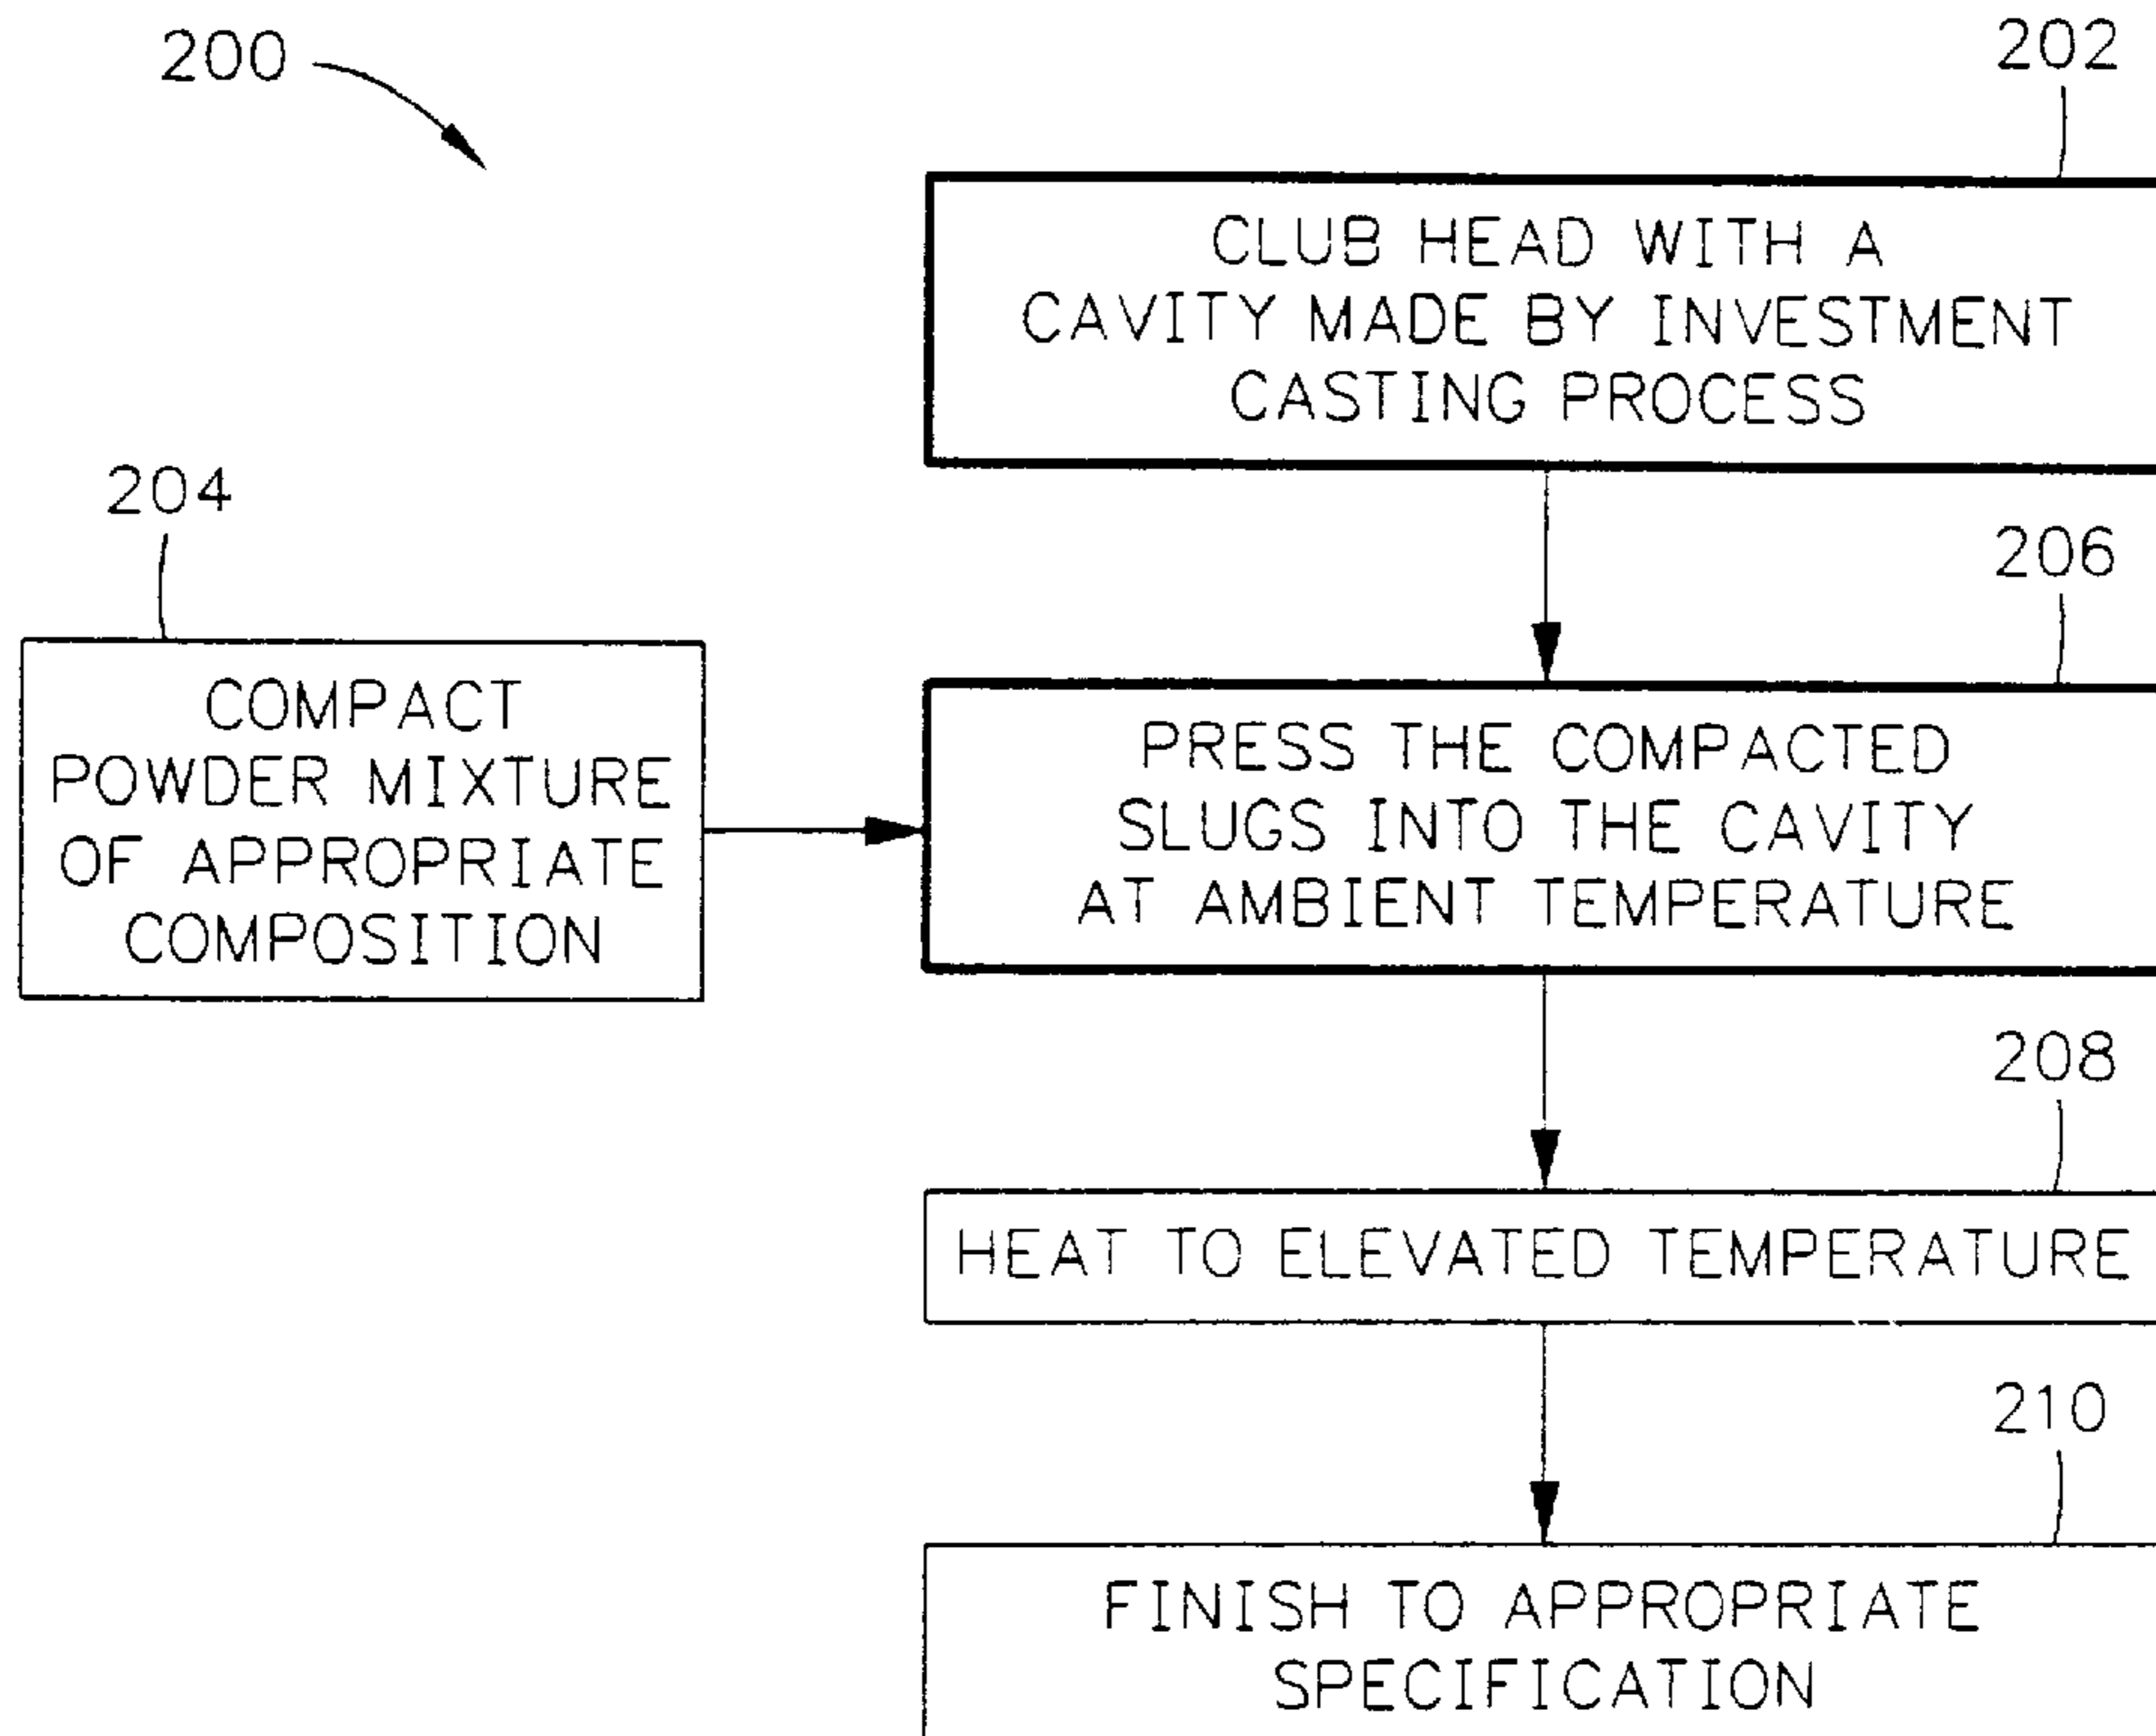 200
202
CLUB HEAD WITH A
CAVITY MADE BY INVESTMENT
CASTING PROCESS
204
COMPACT
POWDER MIXTURE
OF APPROPRIATE
COMPOSITION
206
PRESS THE COMPACTED
SLUGS INTO THE CAVITY
AT AMBIENT TEMPERATURE
208
HEAT TO ELEVATED TEMPERATURE
210
FINISH TO APPROPRIATE
SPECIFICATION